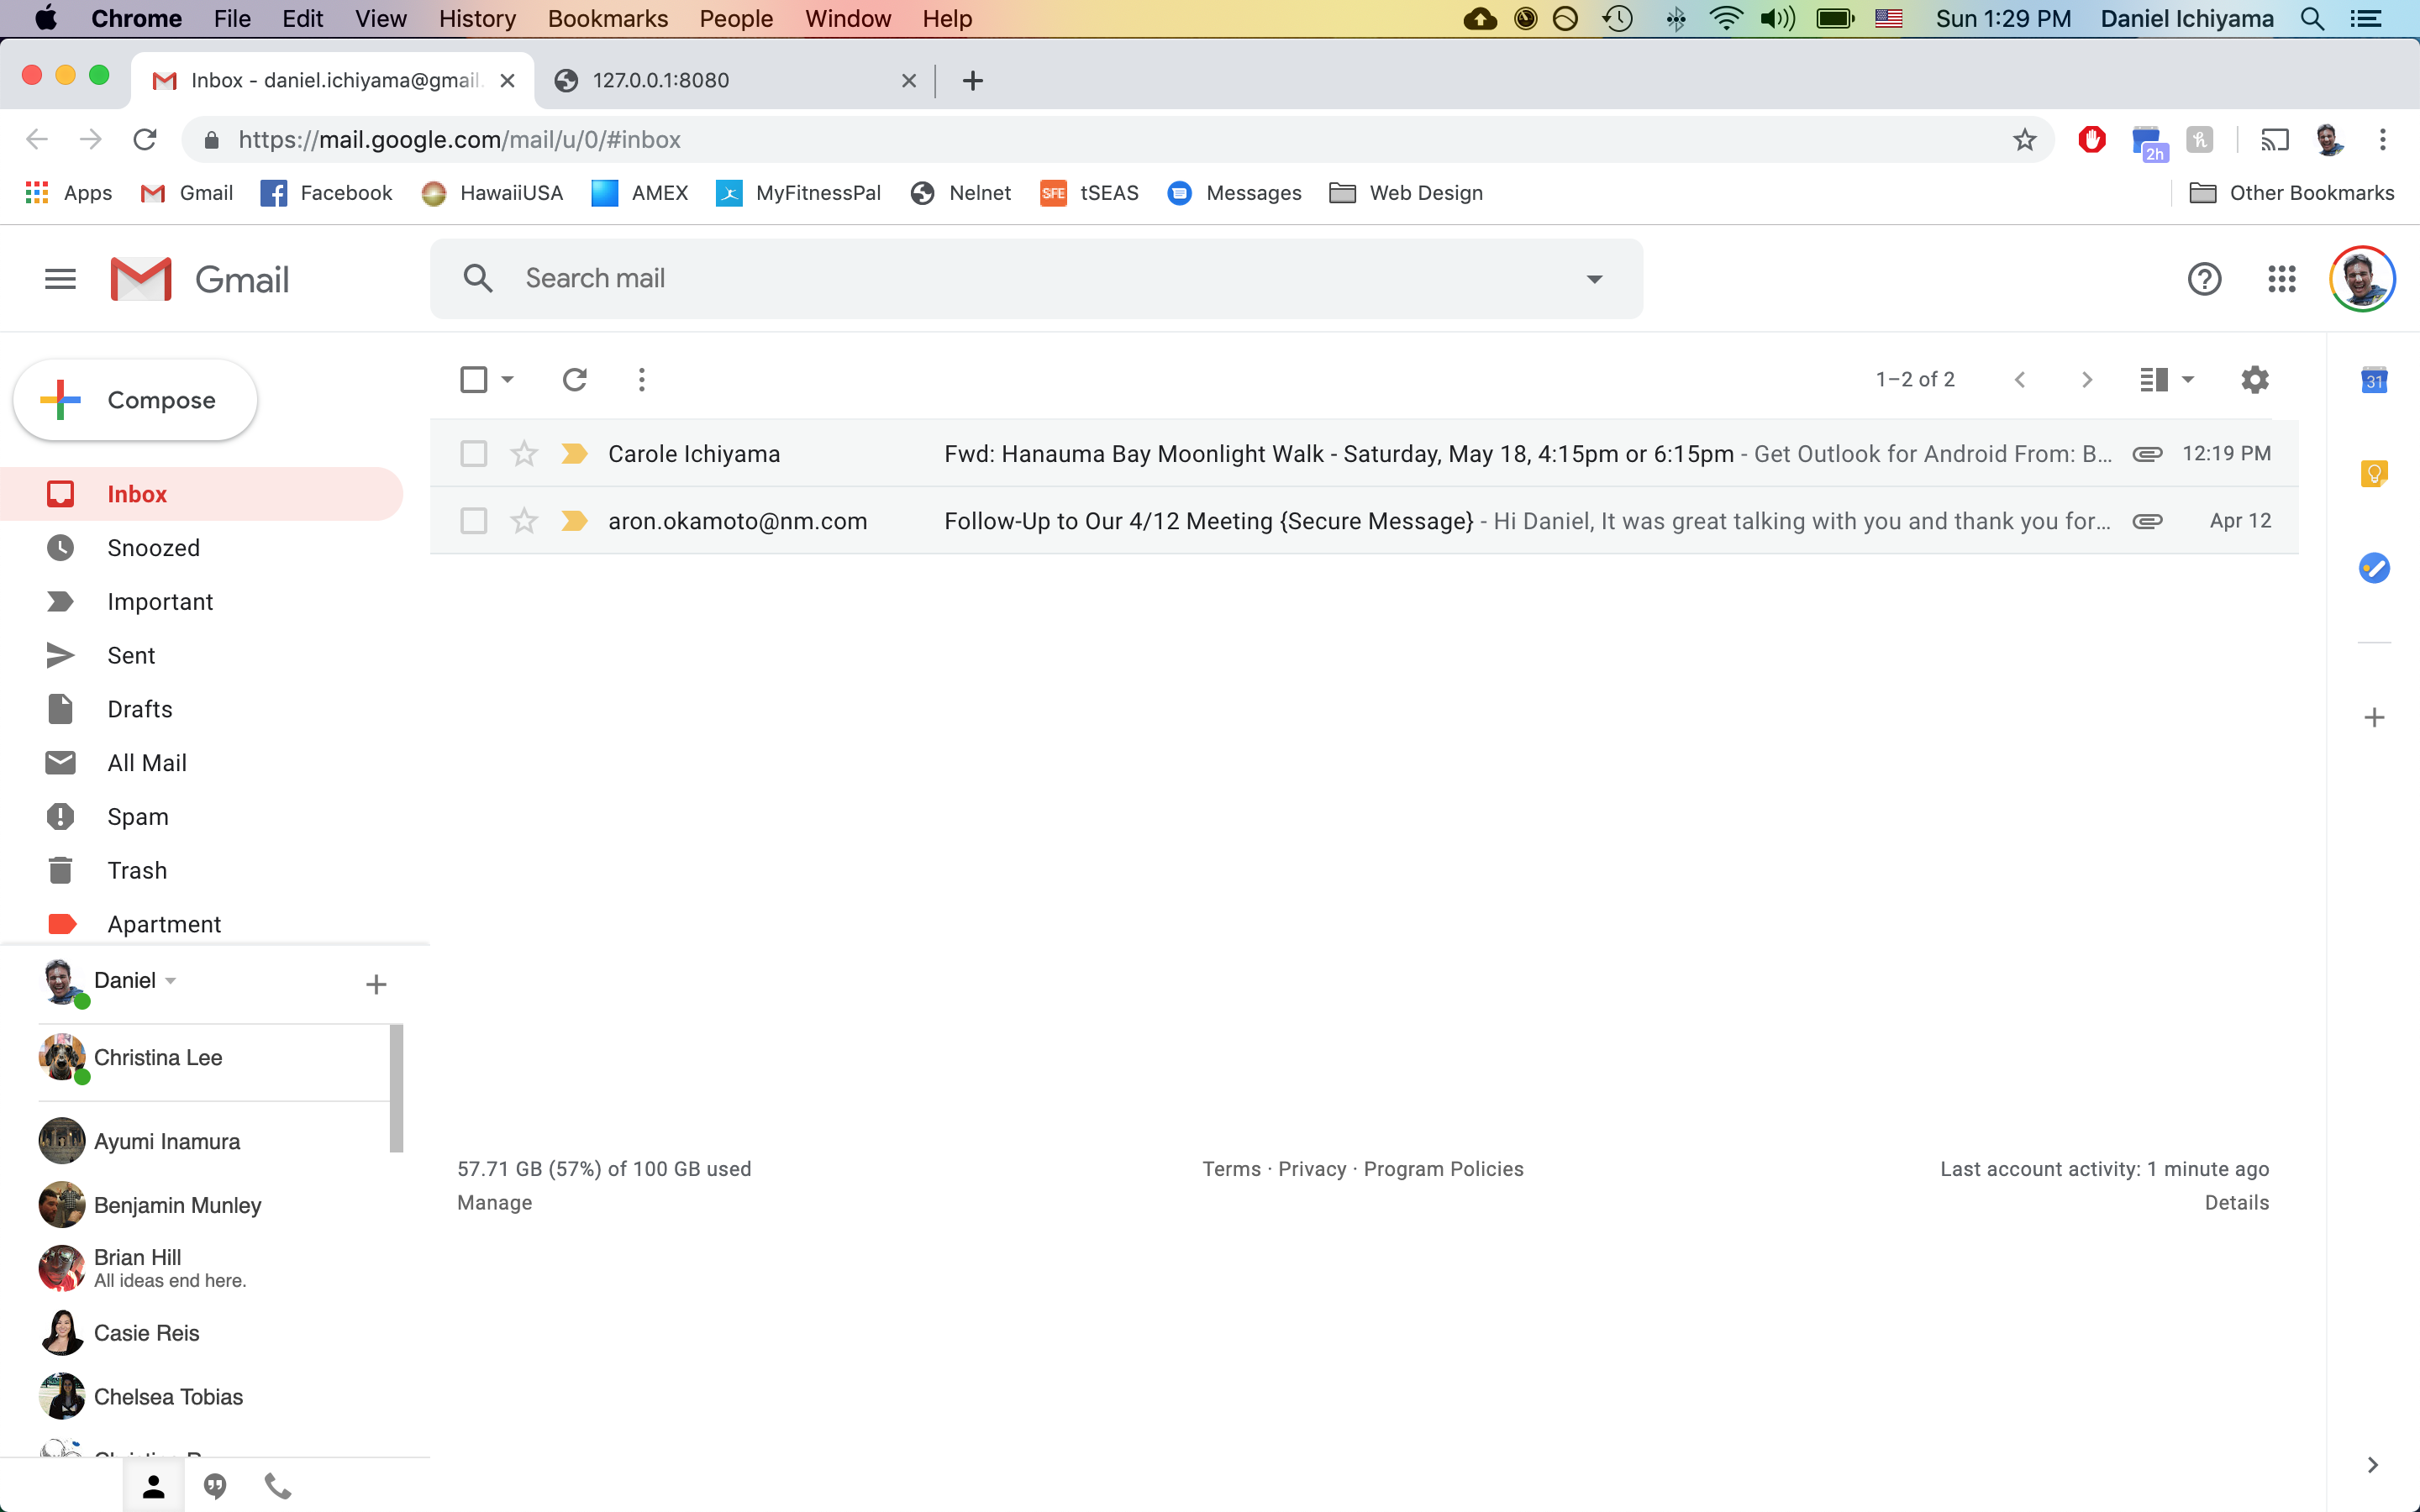 Chrome File Edit View History Bookmarks People Window Help Sun 1:29 PM Daniel Ichiyama
Inbox - daniel.ichiyama@gmail. 127.0.0.1:8080
https://mail.google.com/mail/u/0/#inbox 2h
Apps Gmail Facebook HawaiiUSA AMEX MyFitnessPal Nelnet SFE tSEAS Messages Web Design Other Bookmarks
Gmail Search mail
Compose 1–2 of 2 31
Carole Ichiyama Fwd: Hanauma Bay Moonlight Walk - Saturday, May 18, 4:15pm or 6:15pm - Get Outlook for Android From: B... 12:19 PM
aron.okamoto@nm.com Follow-Up to Our 4/12 Meeting {Secure Message} - Hi Daniel, It was great talking with you and thank you for... Apr 12
Inbox
Snoozed
Important
Sent
Drafts
All Mail
Spam
Trash
Apartment
Daniel
Christina Lee
Ayumi Inamura
Benjamin Munley
Brian Hill
All ideas end here.
Casie Reis
Chelsea Tobias
57.71 GB (57%) of 100 GB used
Manage
Terms · Privacy · Program Policies
Last account activity: 1 minute ago
Details